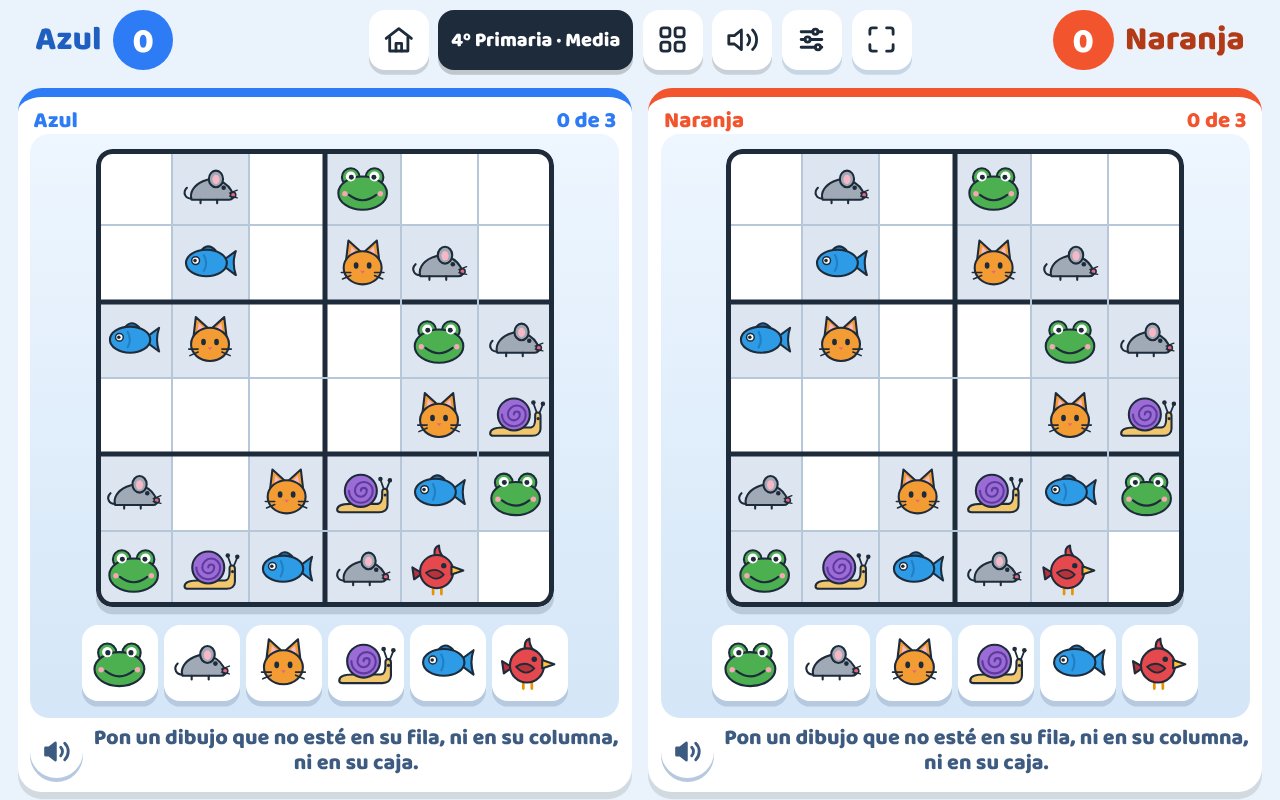 Azul 0
4º Primaria · Media
0 Naranja
Azul 0 de 3
Naranja 0 de 3
Pon un dibujo que no esté en su fila, ni en su columna,
ni en su caja.
Pon un dibujo que no esté en su fila, ni en su columna,
ni en su caja.